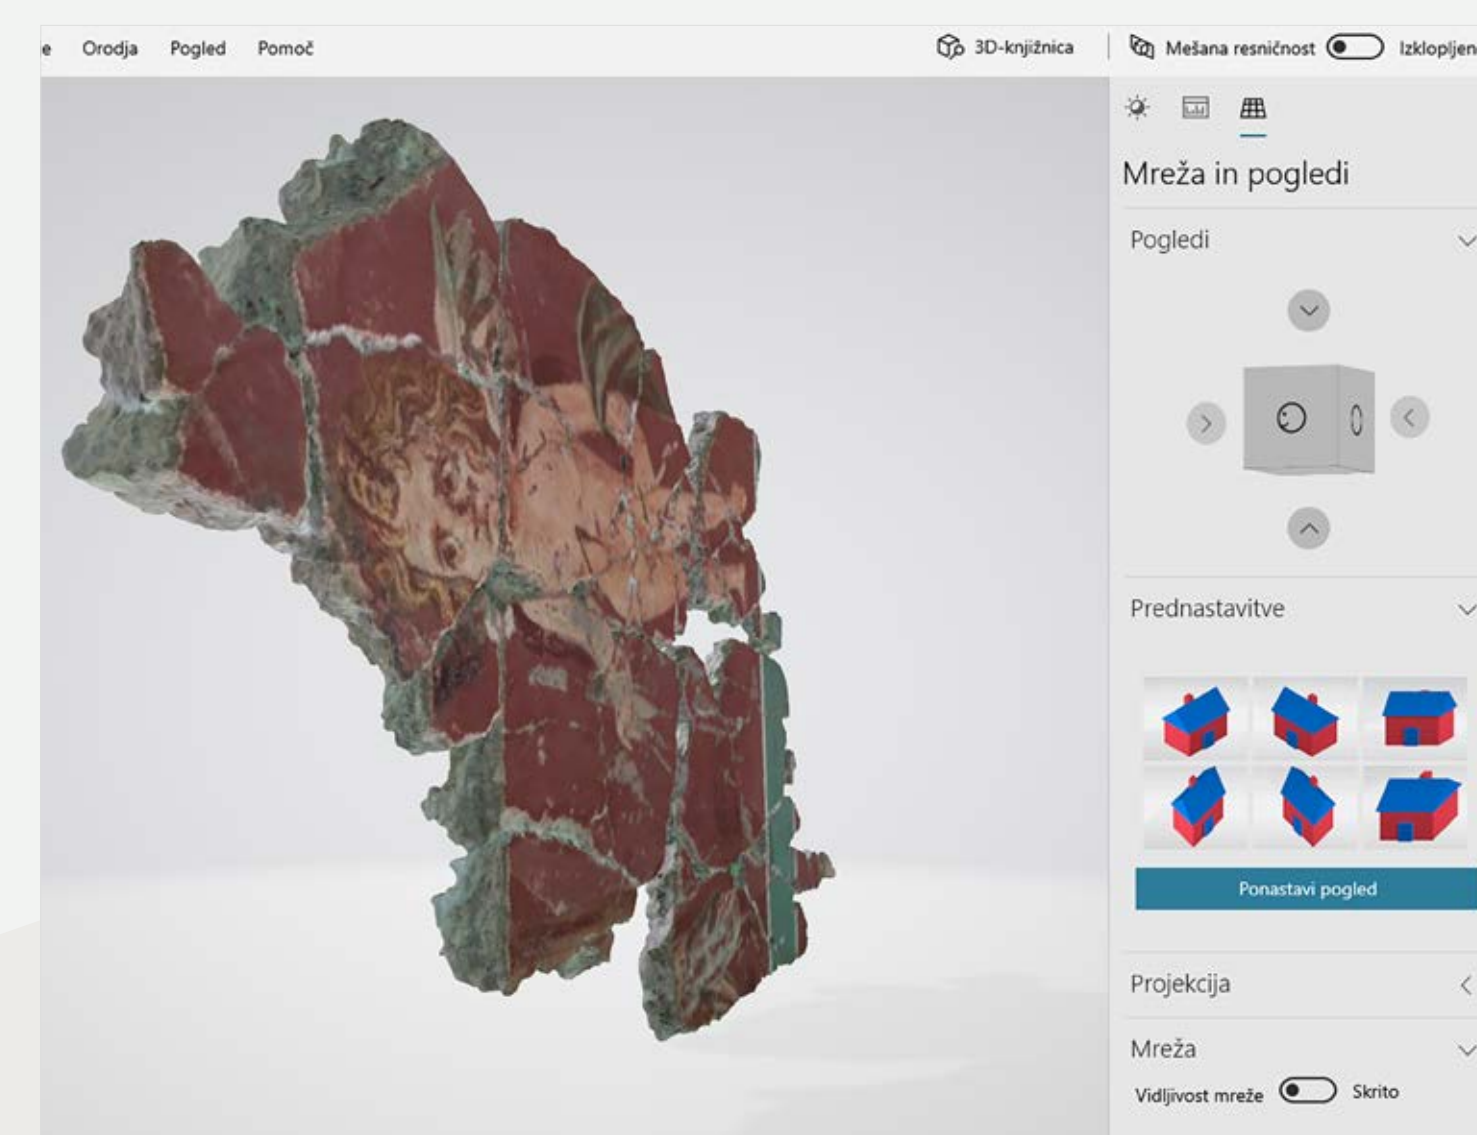 e Orodja Pogled Pomoč 3D-knjižnica Mešana resničnost Izklopljen
Mreža in pogledi
Pogledi
Prednastavitve
Ponastavi pogled
Projekcija
Mreža
Vidljivost mreže Skrito